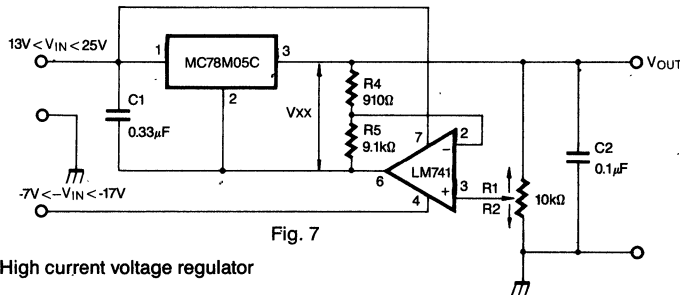 13V<VIN<25V
1
MC78M05C
3
2
C1
0.33μF
VXX
R4
910Ω
R5
9.1kΩ
7
2
−
LM741
6
+
3
4
R1
R2
10kΩ
C2
0.1μF
VOUT
-7V<-VIN<-17V
Fig. 7
High current voltage regulator